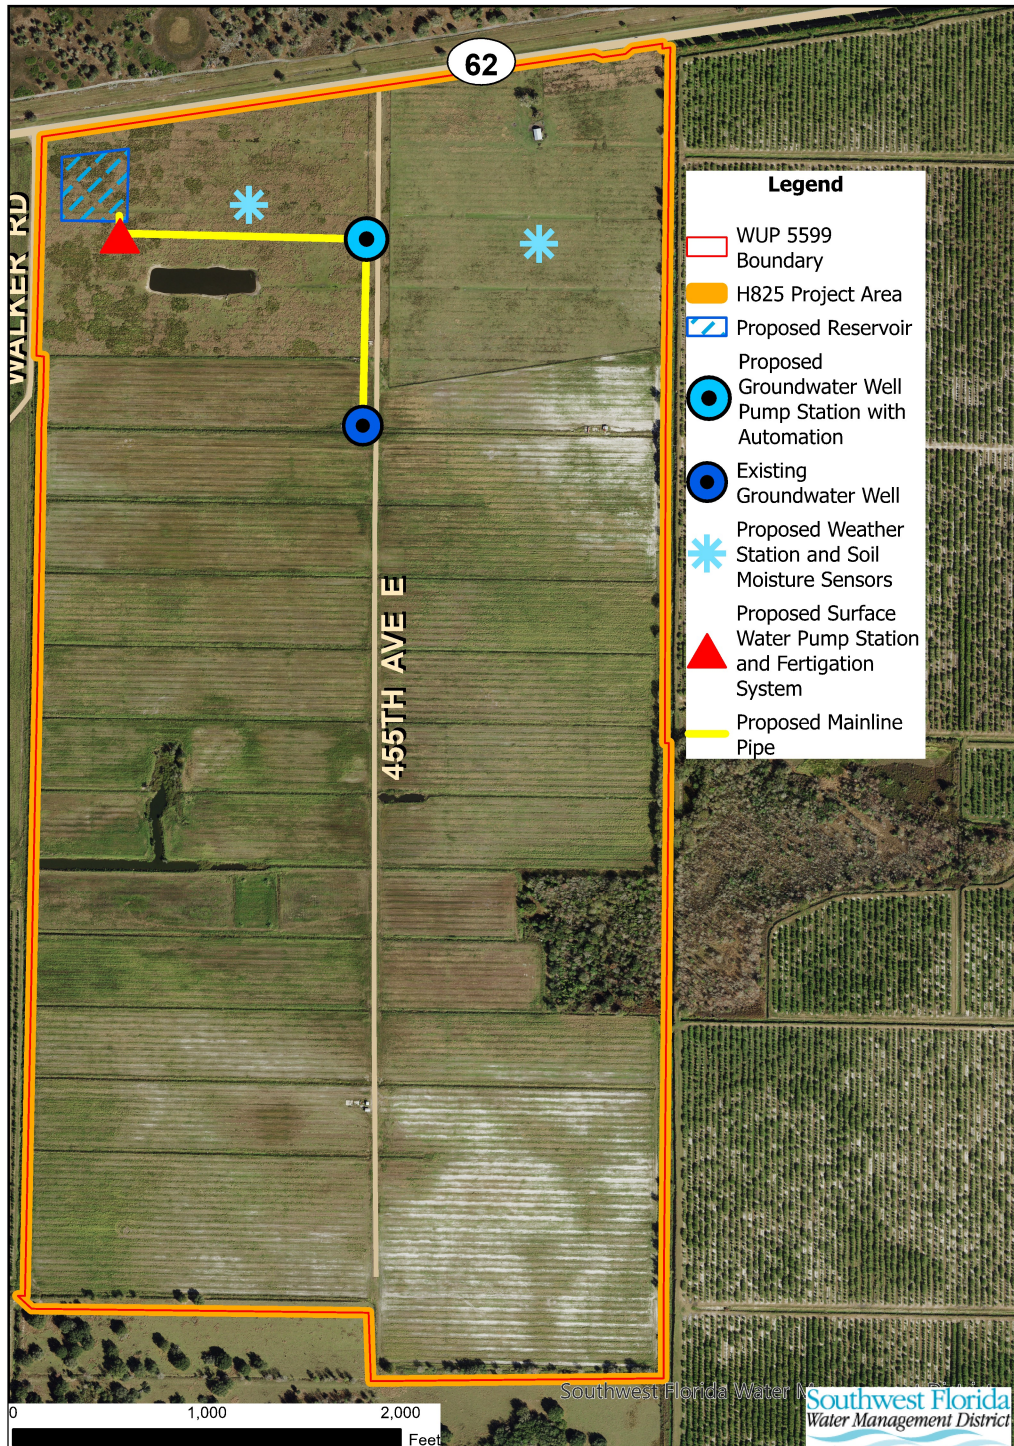 62
WALKER RD
455TH AVE E
Legend
WUP 5599
Boundary
H825 Project Area
Proposed Reservoir
Proposed
Groundwater Well
Pump Station with
Automation
Existing
Groundwater Well
Proposed Weather
Station and Soil
Moisture Sensors
Proposed Surface
Water Pump Station
and Fertigation
System
Proposed Mainline
Pipe
Southwest Florida Water
Southwest Florida
Water Management District
0 1,000 2,000
Feet